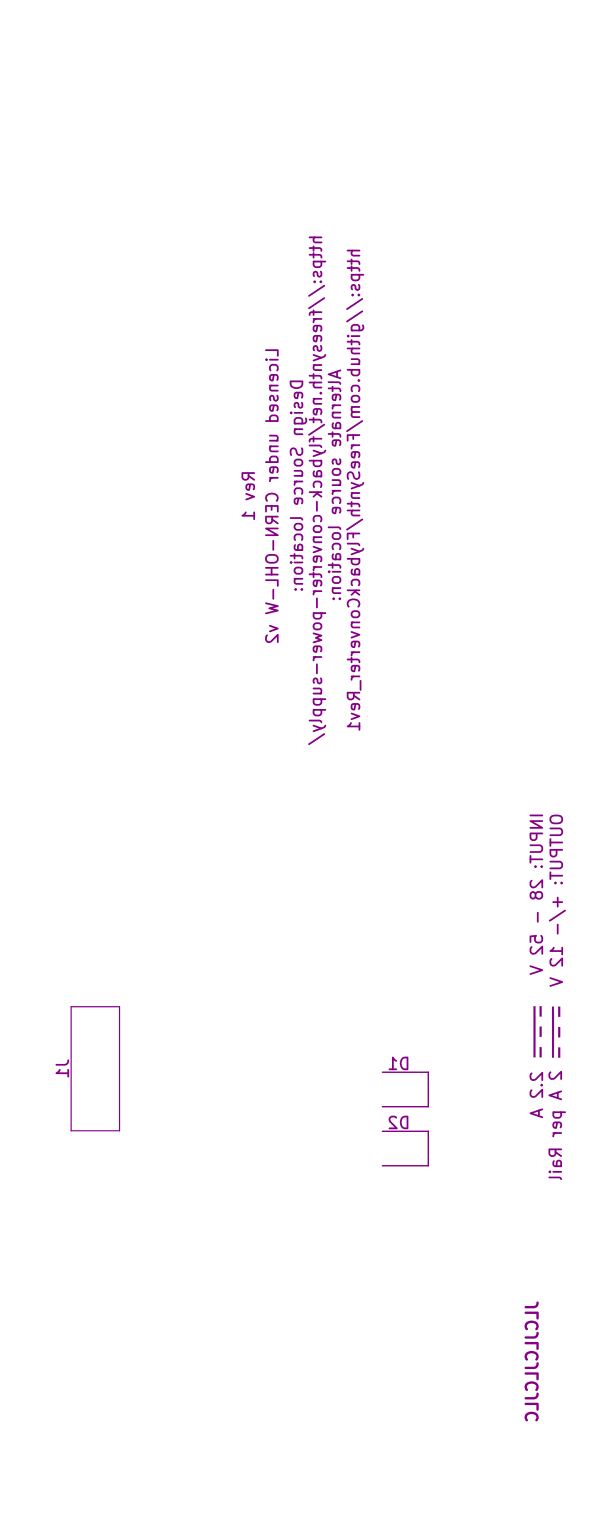 Rev 1
Licensed under CERN-OHL-W v2
Design Source location:
https://freesynth.net/flyback-converter-power-supply/
Alternate source location:
https://github.com/FreeSynth/FlybackConverter_Rev1
INPUT: 28 - 52 V 2.2 A
OUTPUT: +/- 12 V 2 A per Rail
J1
D1
D2
JLCJLCJLCJLC